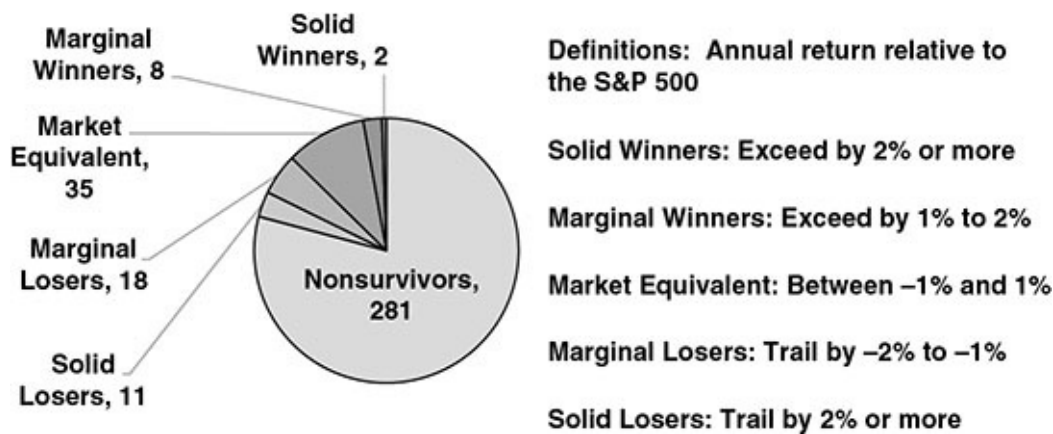 Marginal
Winners, 8
Solid
Winners, 2
Market
Equivalent,
35
Marginal
Losers, 18
Solid
Losers, 11
Nonsurvivors,
281
Definitions: Annual return relative to
the S&P 500
Solid Winners: Exceed by 2% or more
Marginal Winners: Exceed by 1% to 2%
Market Equivalent: Between –1% and 1%
Marginal Losers: Trail by –2% to –1%
Solid Losers: Trail by 2% or more